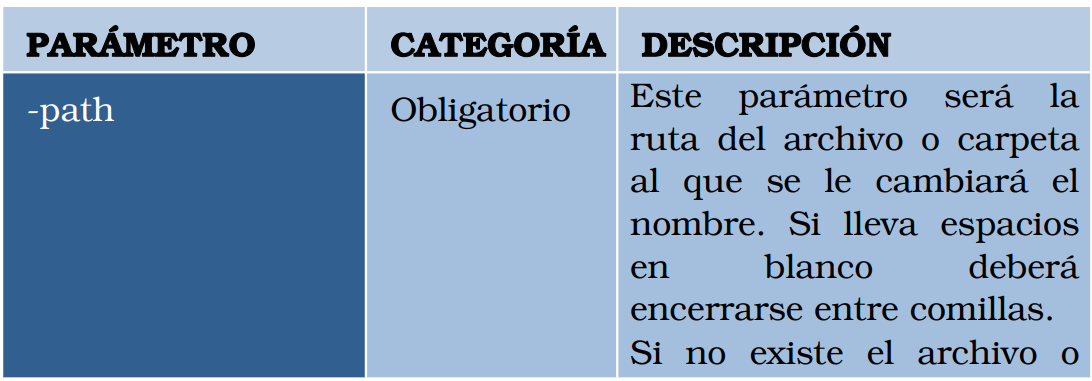 PARÁMETRO CATEGORÍA DESCRIPCIÓN
-path Obligatorio Este parámetro será la
ruta del archivo o carpeta
al que se le cambiará el
nombre. Si lleva espacios
en blanco deberá
encerrarse entre comillas.
Si no existe el archivo o